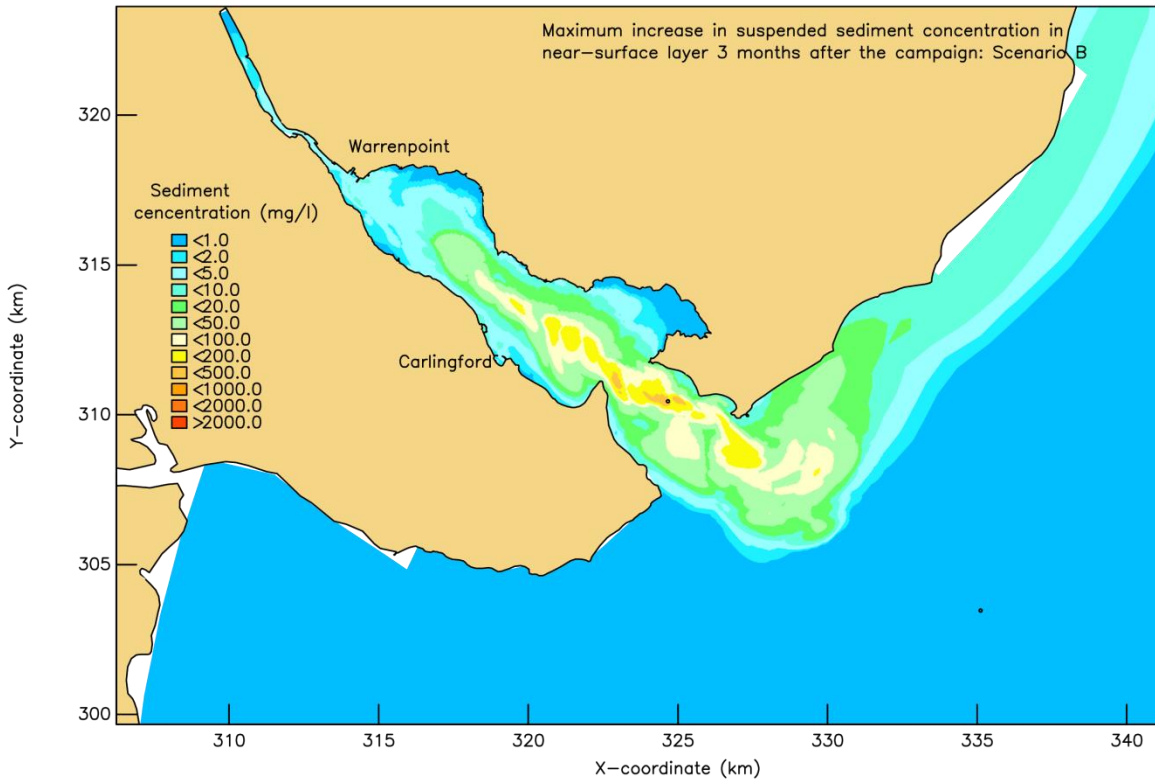 Maximum increase in suspended sediment concentration in
near-surface layer 3 months after the campaign: Scenario B
320
Warrenpoint
Sediment
cencentration (mg/l)
<1.0
<2.0
<5.0
<10.0
<20.0
<50.0
<100.0
<200.0
<500.0
<1000.0
<2000.0
>2000.0
315
Carlingford
310
305
300
Y-coordinate (km)
310 315 320 325 330 335 340
X-coordinate (km)